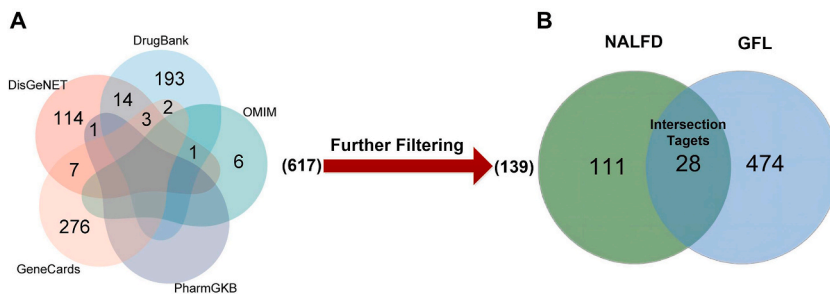 A
DrugBank
193
DisGeNET
14
2
114
3
OMIM
1
1
6
7
276
GeneCards
PharmGKB
(617)
Further Filtering
(139)
B
NALFD
GFL
Intersection
Tagets
111
28
474